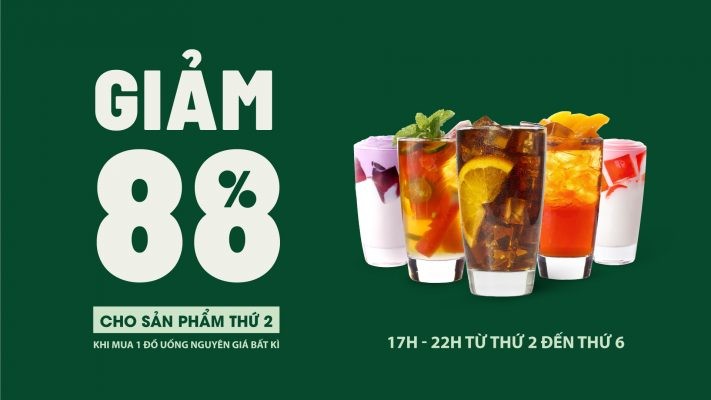 GIẢM
88%
CHO SẢN PHẨM THỨ 2
KHI MUA 1 ĐỒ UỐNG NGUYÊN GIÁ BẤT KÌ
17H - 22H TỪ THỨ 2 ĐẾN THỨ 6